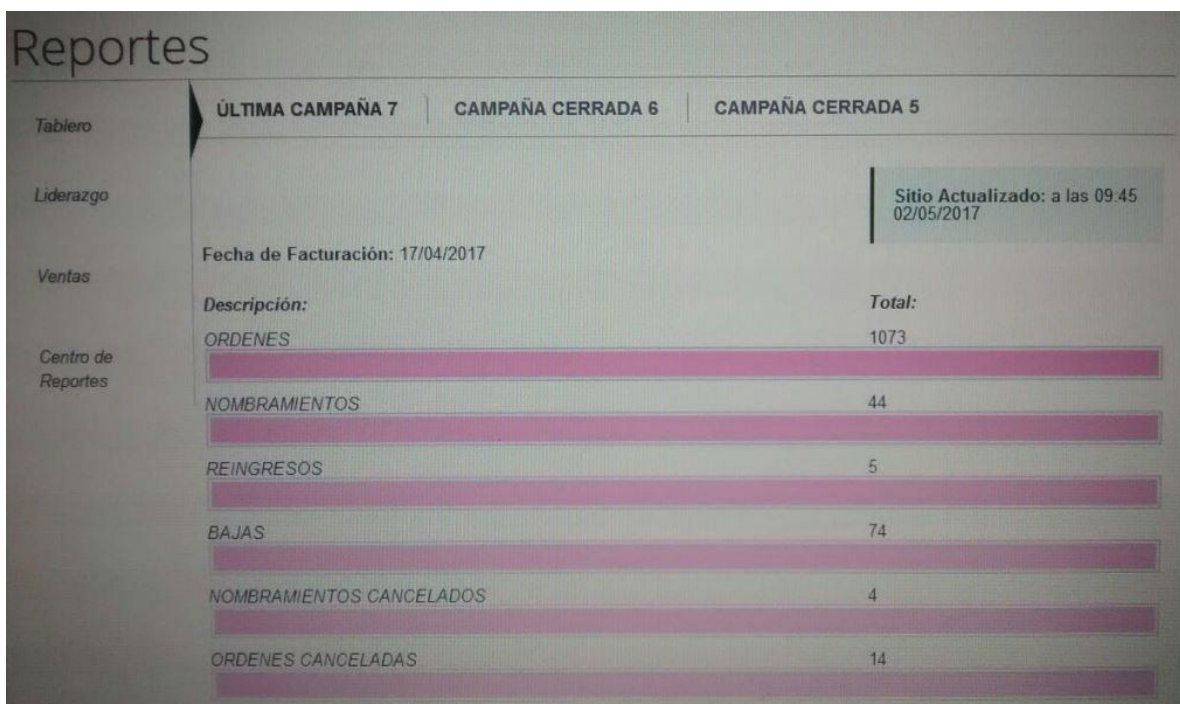 Reportes
ÚLTIMA CAMPAÑA 7
CAMPAÑA CERRADA 6
CAMPAÑA CERRADA 5
Tablero
Liderazgo
Ventas
Centro de
Reportes
Sitio Actualizado: a las 09:45
02/05/2017
Fecha de Facturación: 17/04/2017
Descripción: Total:
ORDENES 1073
NOMBRAMIENTOS 44
REINGRESOS 5
BAJAS 74
NOMBRAMIENTOS CANCELADOS 4
ORDENES CANCELADAS 14